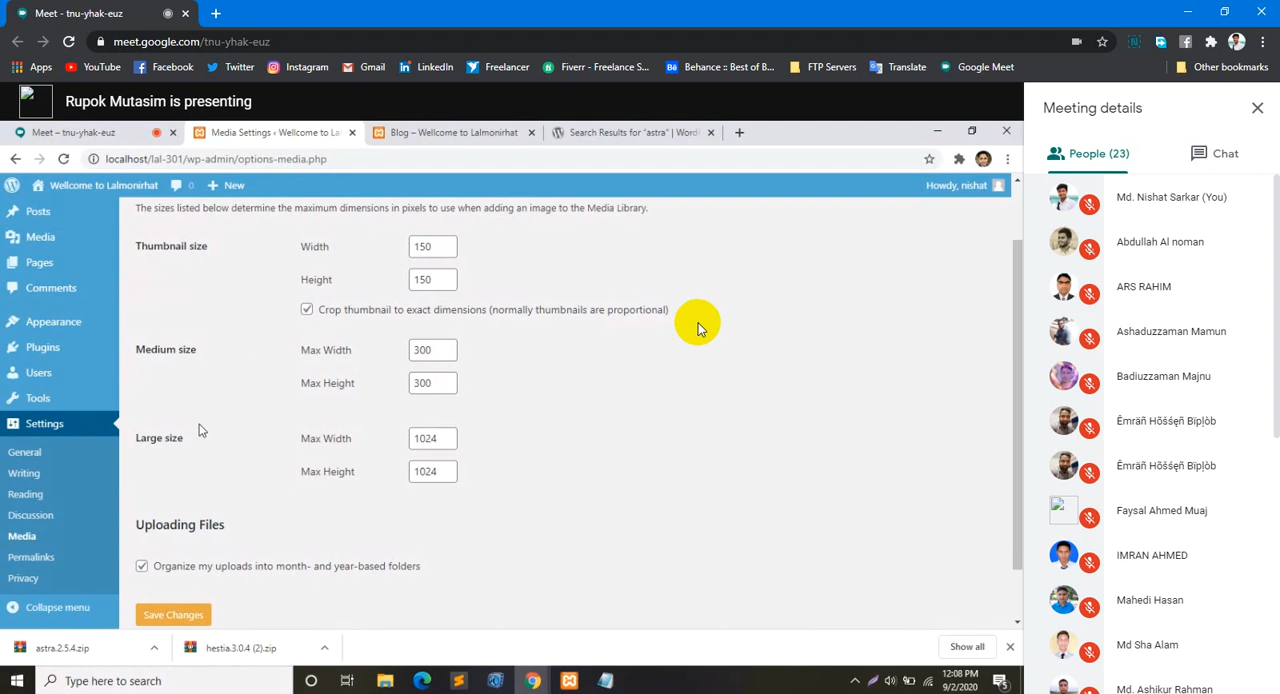 Meet - tnu-yhak-euz
meet.google.com/tnu-yhak-euz
Apps YouTube Facebook Twitter Instagram Gmail LinkedIn Freelancer Fiverr - Freelance S... Behance :: Best of B... FTP Servers Translate Google Meet Other bookmarks
Rupok Mutasim is presenting
Meet – tnu-yhak-euz Media Settings ‹ Wellcome to La Blog – Wellcome to Lalmonirhat Search Results for "astra" | Word
localhost/lal-301/wp-admin/options-media.php
Wellcome to Lalmonirhat 0 New Howdy, nishat
Posts
Media
Pages
Comments
Appearance
Plugins
Users
Tools
Settings
General
Writing
Reading
Discussion
Media
Permalinks
Privacy
Collapse menu
The sizes listed below determine the maximum dimensions in pixels to use when adding an image to the Media Library.
Thumbnail size Width 150
Height 150
Crop thumbnail to exact dimensions (normally thumbnails are proportional)
Medium size Max Width 300
Max Height 300
Large size Max Width 1024
Max Height 1024
Uploading Files
Organize my uploads into month- and year-based folders
Save Changes
astra.2.5.4.zip hestia.3.0.4 (2).zip Show all
Meeting details
People (23) Chat
Md. Nishat Sarkar (You)
Abdullah Al noman
ARS RAHIM
Ashaduzzaman Mamun
Badiuzzaman Majnu
Êmräñ Hõšśęñ Bïpḷòb
Êmräñ Hõšśęñ Bïpḷòb
Faysal Ahmed Muaj
IMRAN AHMED
Mahedi Hasan
Md Sha Alam
Md. Ashikur Rahman
Type here to search
12:08 PM
9/2/2020
5